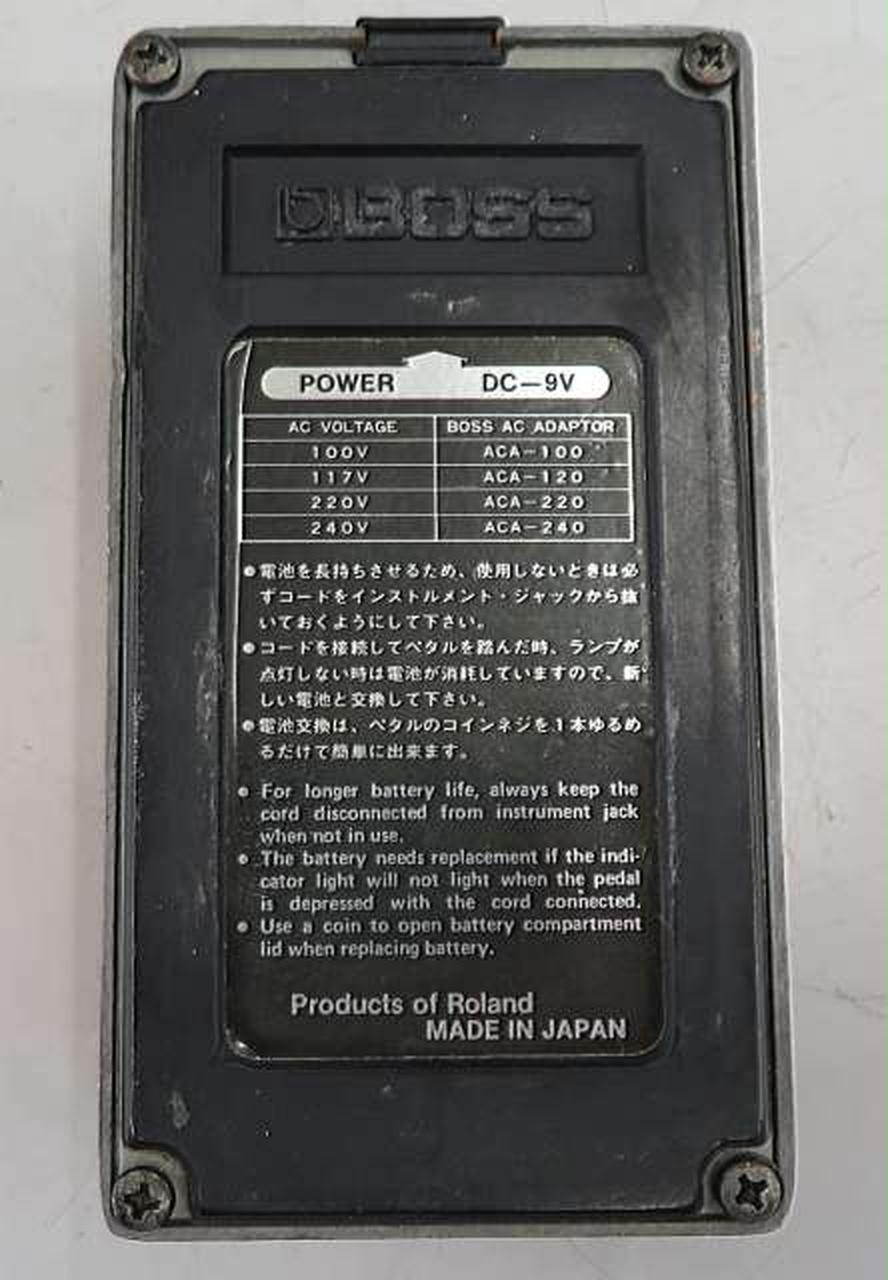 BOSS
POWER DC-9V
AC VOLTAGE BOSS AC ADAPTOR
100V ACA-100
117V ACA-120
220V ACA-220
240V ACA-240
●電池を長持ちさせるため、使用しないときは必
ずコードをインストルメント・ジャックから抜
いておくようにして下さい。
●コードを接続してペダルを踏んだ時、ランプが
点灯しない時は電池が消耗していますので、新
しい電池と交換して下さい。
●電池交換は、ペダルのコインネジを1本ゆるめ
るだけで簡単に出来ます。
● For longer battery life, always keep the
cord disconnected from instrument jack
when not in use.
● The battery needs replacement if the indi-
cator light will not light when the pedal
is depressed with the cord connected.
● Use a coin to open battery compartment
lid when replacing battery.
Products of Roland
MADE IN JAPAN